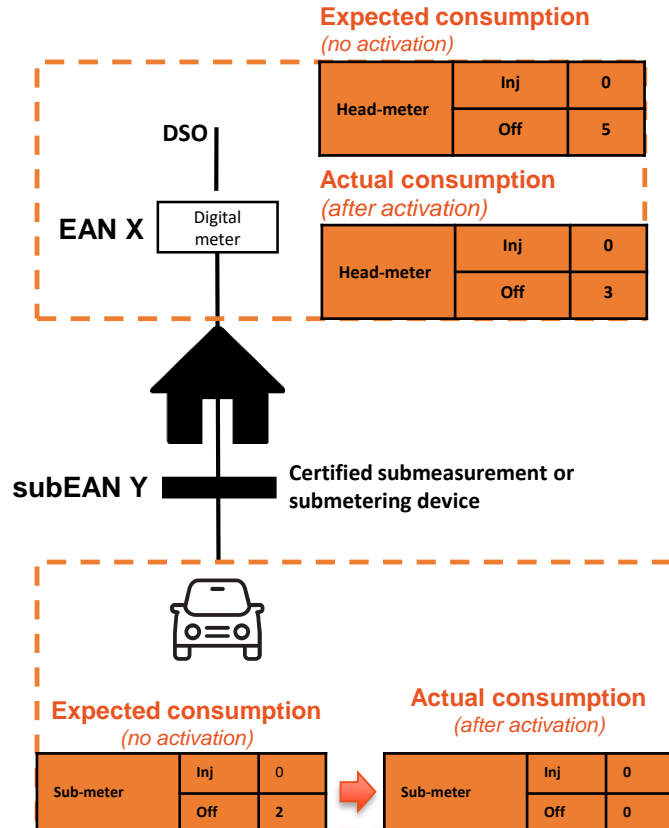 Expected consumption
(no activation)
Head-meter
Inj
0
Off
5
DSO
Actual consumption
(after activation)
EAN X
Digital
meter
Head-meter
Inj
0
Off
3
subEAN Y
Certified submeasurement or
submetering device
Expected consumption
(no activation)
Sub-meter
Inj
0
Off
2
Actual consumption
(after activation)
Sub-meter
Inj
0
Off
0